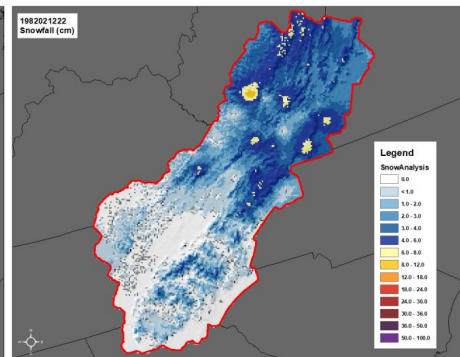 1982021222
Snowfall (cm)
Legend
SnowAnalysis
0.0
< 1.0
1.0 - 2.0
2.0 - 3.0
3.0 - 4.0
4.0 - 6.0
6.0 - 8.0
8.0 - 12.0
12.0 - 18.0
18.0 - 24.0
24.0 - 30.0
30.0 - 36.0
36.0 - 50.0
50.0 - 100.0